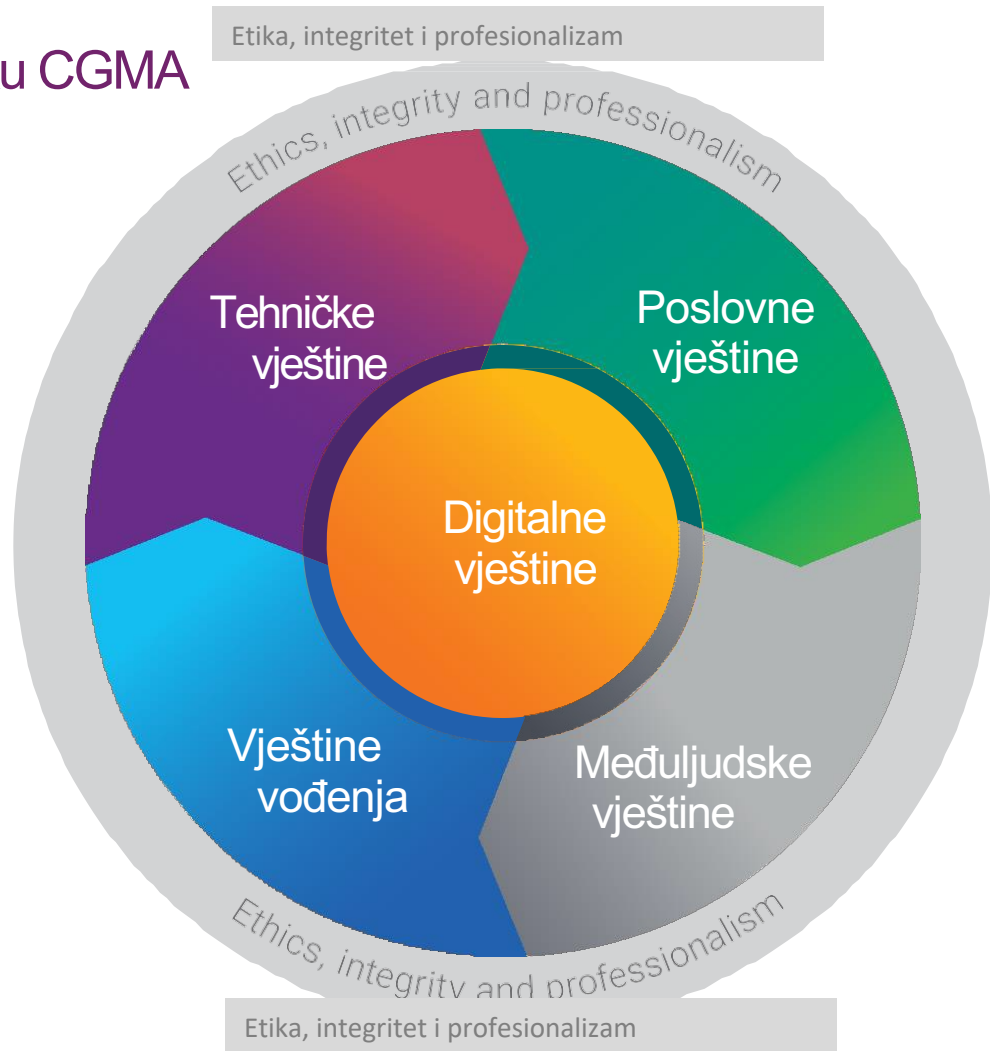 Etika, integritet i profesionalizam
u CGMA
Ethics, integrity and professionalism
Tehničke
vještine
Poslovne
vještine
Digitalne
vještine
Vještine
vođenja
Međuljudske
vještine
Ethics, integrity and professionalism
Etika, integritet i profesionalizam